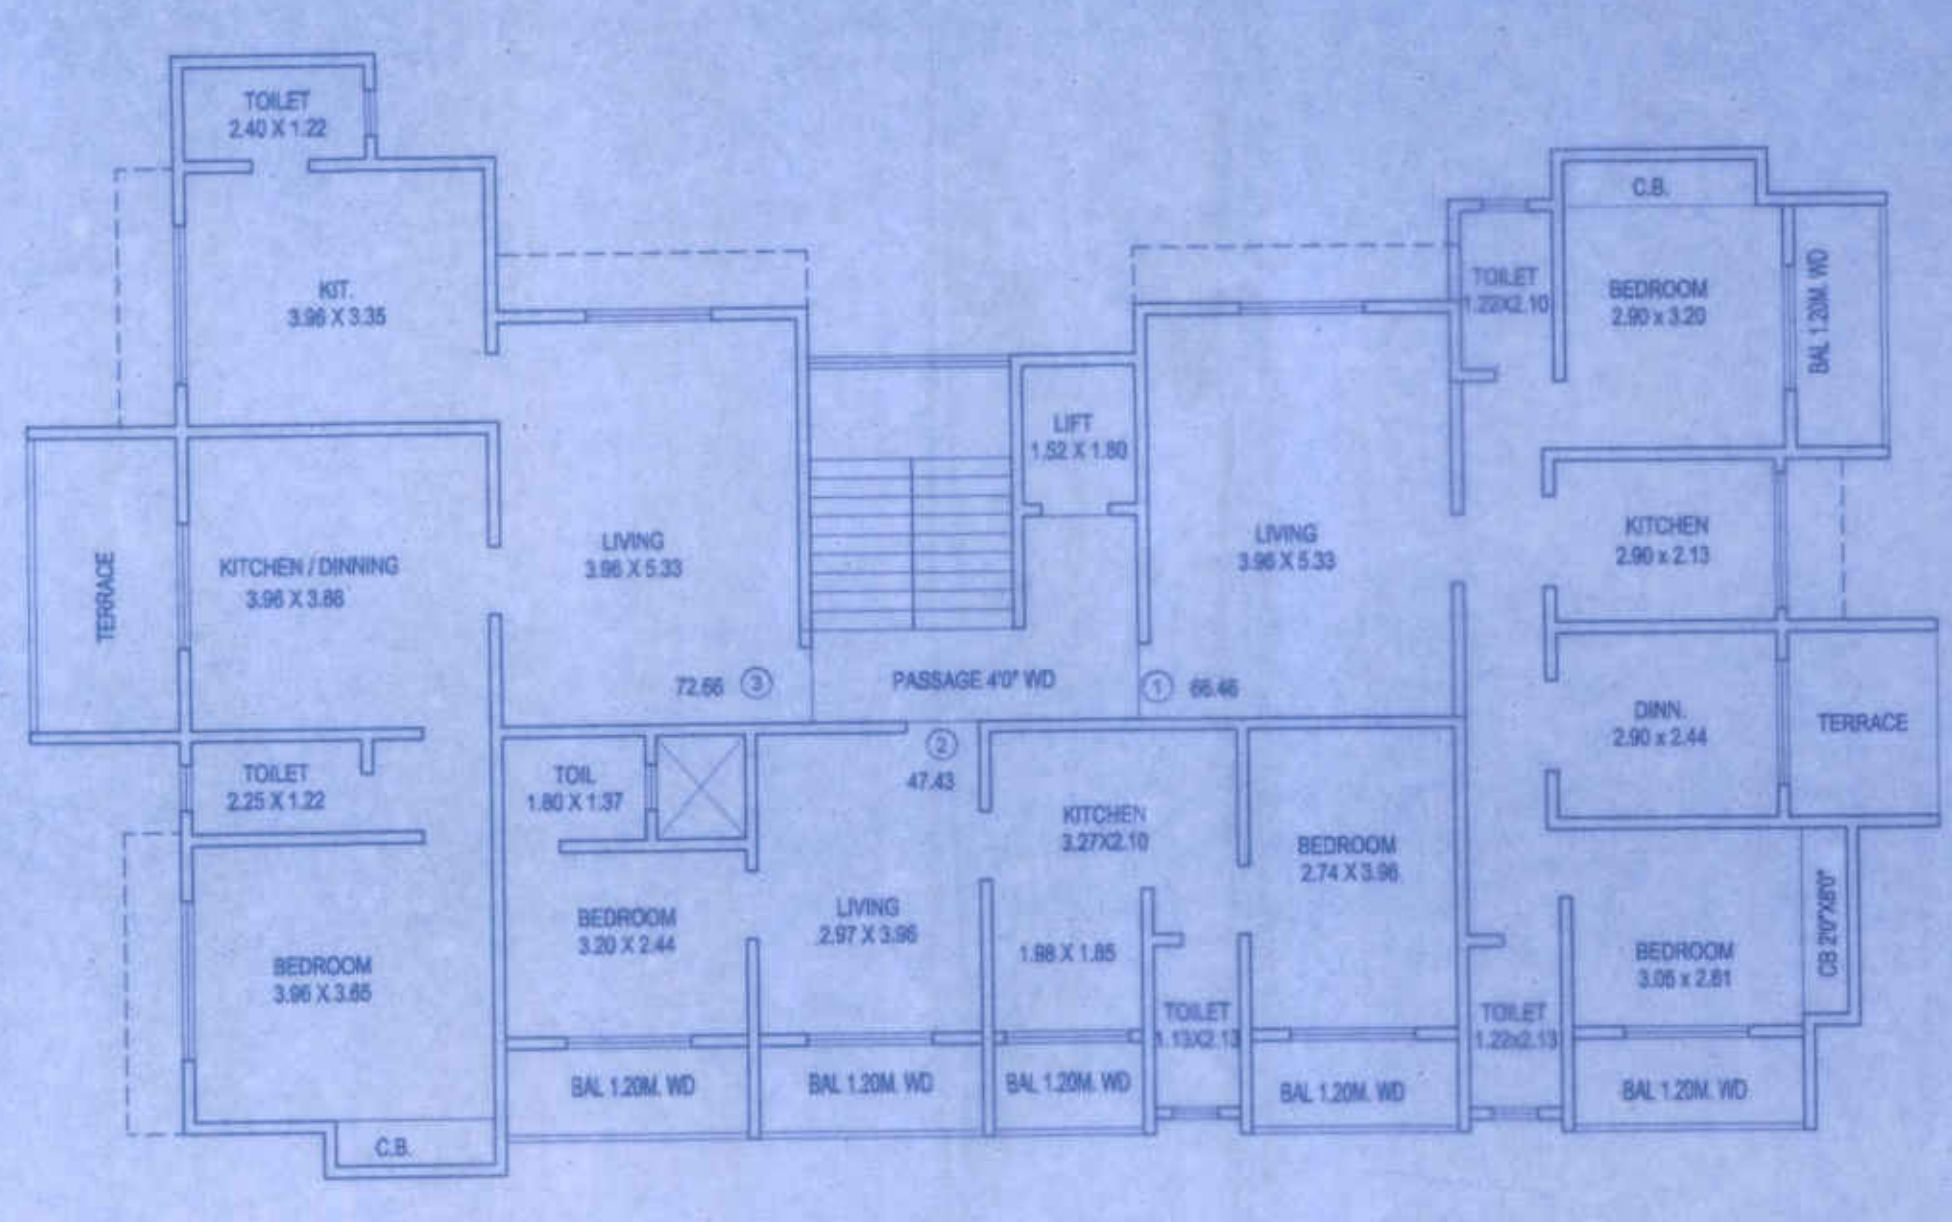 TOILET
2.40 X 1.22
KIT.
3.96 X 3.35
TERRACE
KITCHEN / DINNING
3.96 X 3.66
LIVING
3.96 X 5.33
72.66 3
TOILET
2.25 X 1.22
BEDROOM
3.96 X 3.65
C.B.
TOIL
1.80 X 1.37
BEDROOM
3.20 X 2.44
BAL 1.20M. WD
LIFT
1.52 X 1.80
PASSAGE 4'0" WD
2
47.43
LIVING
2.97 X 3.96
BAL 1.20M. WD
KITCHEN
3.27X2.10
1.98 X 1.85
BAL 1.20M. WD
TOILET
1.13X2.13
BEDROOM
2.74 X 3.96
BAL 1.20M. WD
LIVING
3.96 X 5.33
1 66.46
TOILET
1.22X2.10
C.B.
BEDROOM
2.90 x 3.20
BAL 1.20M. WD
KITCHEN
2.90 x 2.13
DINN.
2.90 x 2.44
TERRACE
BEDROOM
3.05 x 2.61
CB 2'0"X6'0"
TOILET
1.22x2.13
BAL 1.20M. WD